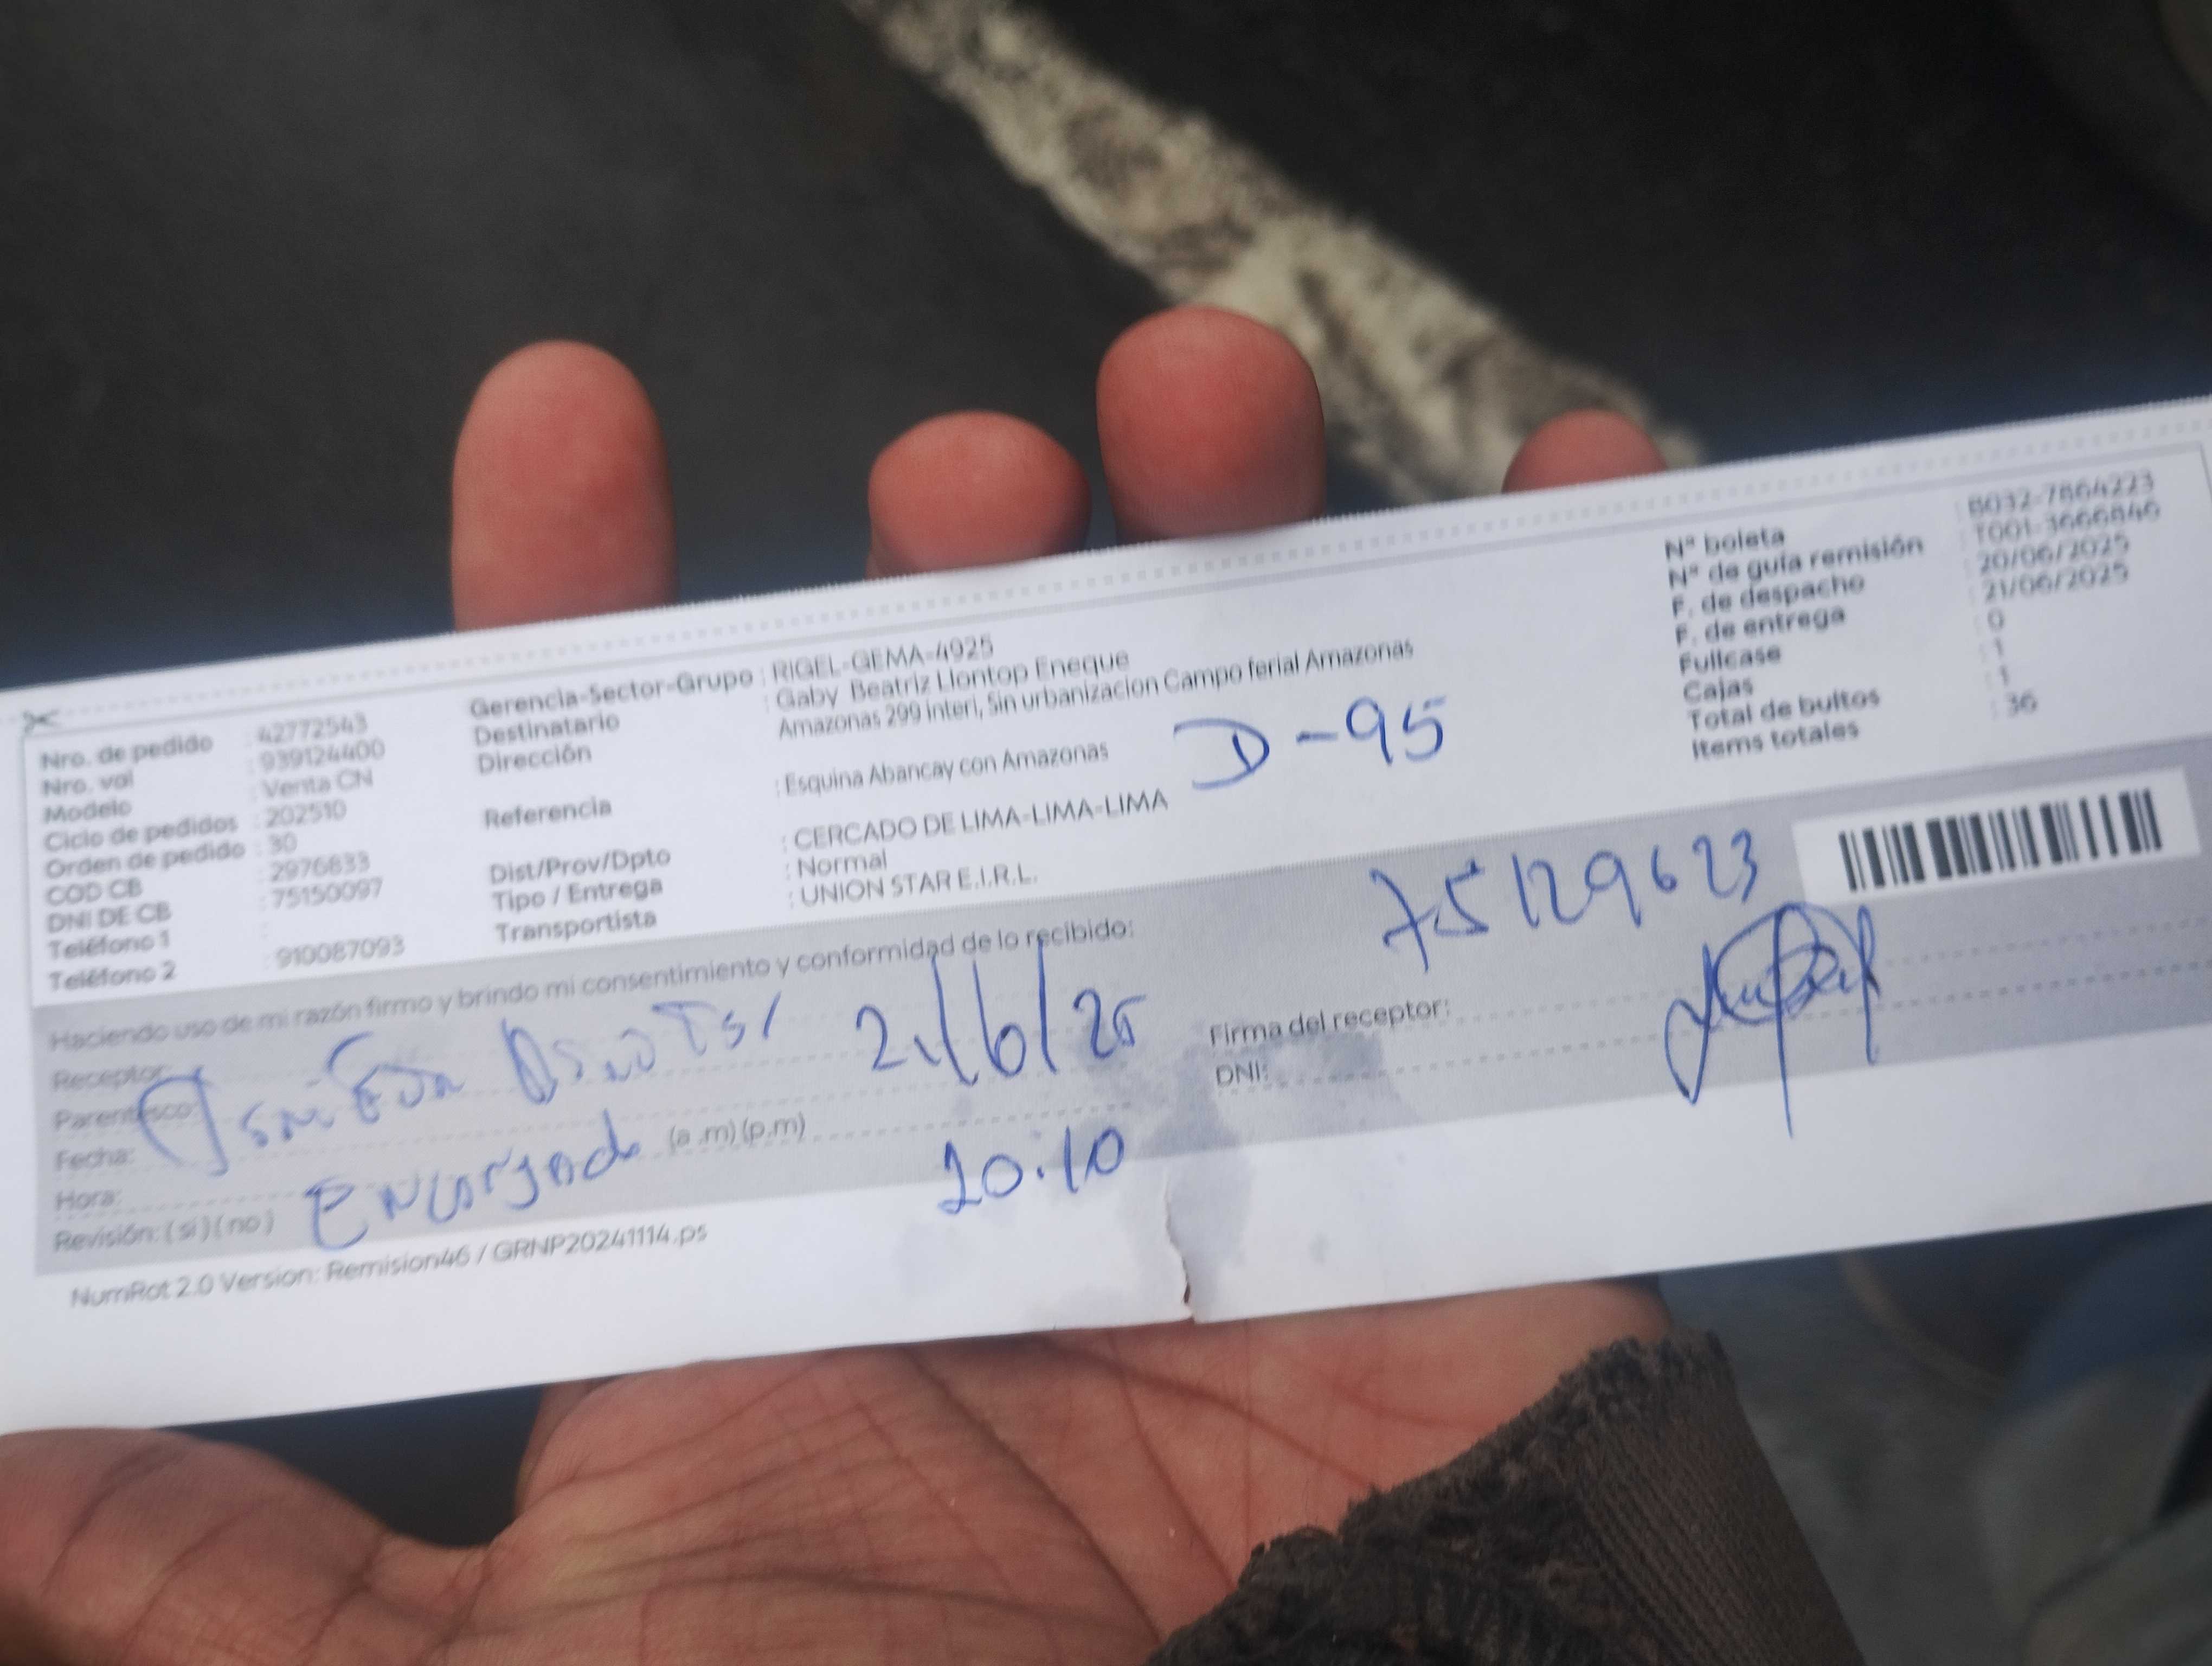 Nro. de pedido : 42772543
Nro. val : 939124400
Modelo : Venta CN
Ciclo de pedidos : 202510
Orden de pedido : 30
COD CB : 2976833
DNI DE CB : 75150097
Teléfono 1 :
Teléfono 2 : 910087093
Gerencia-Sector-Grupo : RIGEL-GEMA-4925
Destinatario : Gaby Beatriz Llontop Eneque
Dirección : Amazonas 299 interi, Sin urbanizacion Campo ferial Amazonas
D-95
Referencia : Esquina Abancay con Amazonas
Dist/Prov/Dpto : CERCADO DE LIMA-LIMA-LIMA
Tipo / Entrega : Normal
Transportista : UNION STAR E.I.R.L.
N° boleta : B032-7864223
N° de guía remisión : T001-3666846
F. de despacho : 20/06/2025
F. de entrega : 21/06/2025
Fullcase : 0
Cajas : 1
Total de bultos : 1
Items totales : 36
Haciendo uso de mi razón firmo y brindo mi consentimiento y conformidad de lo recibido:
Receptor:
Parentesco:
21/6/25
Fecha:
Hora: (a .m) (p.m)
Encargado
20:10
Revisión: (si) (no)
75129623
Firma del receptor:
DNI:
NumRot 2.0 Version: Remision46 / GRNP20241114.ps